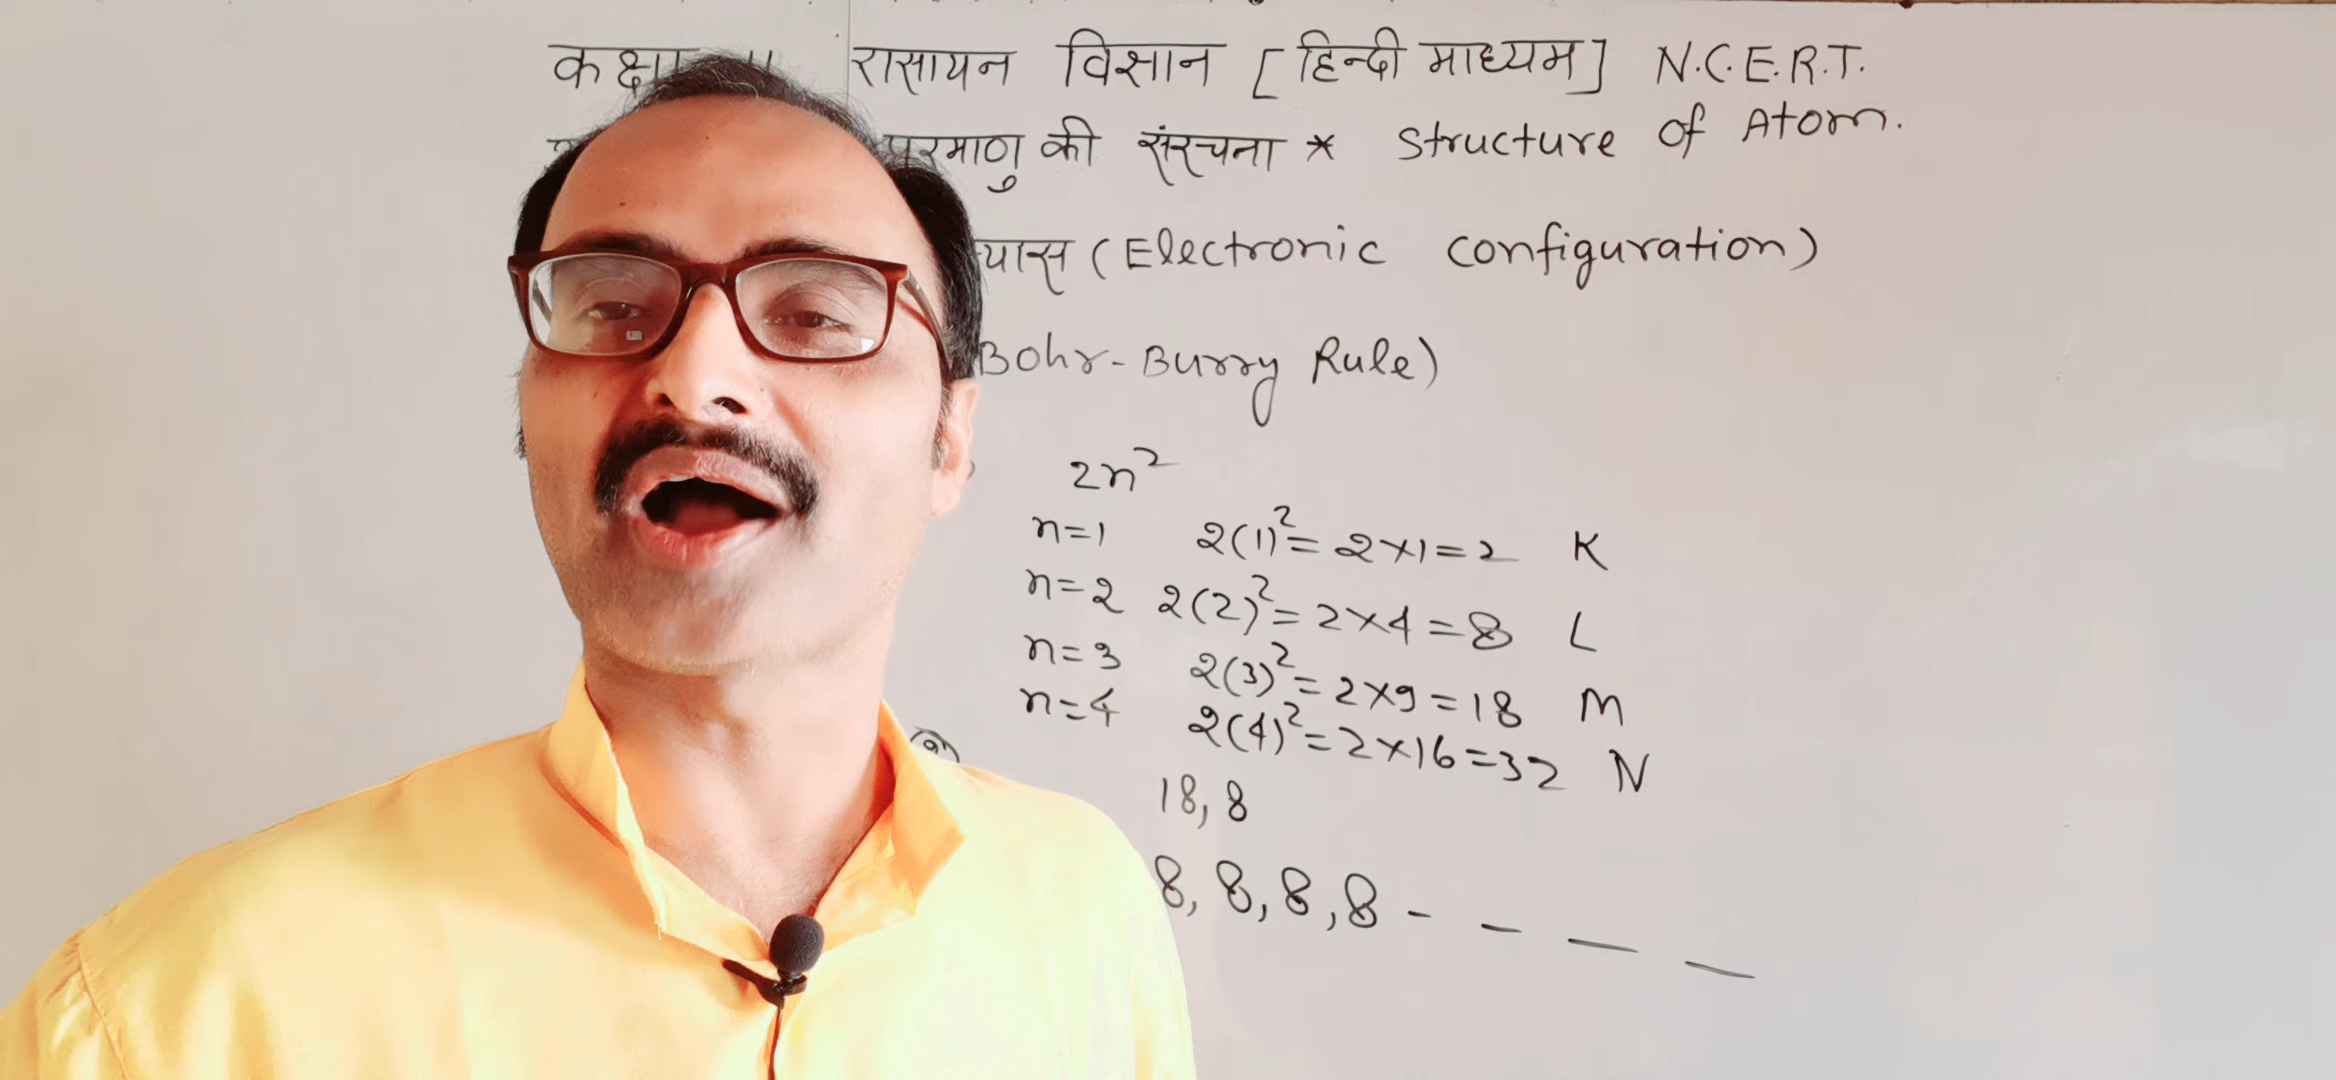 कक्षा 11 रासायन विज्ञान [हिन्दी माध्यम] N.C.E.R.T.
परमाणु की संरचना * Structure of Atom.
(Electronic Configuration)
Bohr-Burry Rule)
2n²
n=1 2(1)²= 2×1=2 K
n=2 2(2)²= 2×4=8 L
n=3 2(3)²= 2×9=18 M
n=4 2(4)²=2×16=32 N
18, 8
8, 8, 8, 8 - - - -